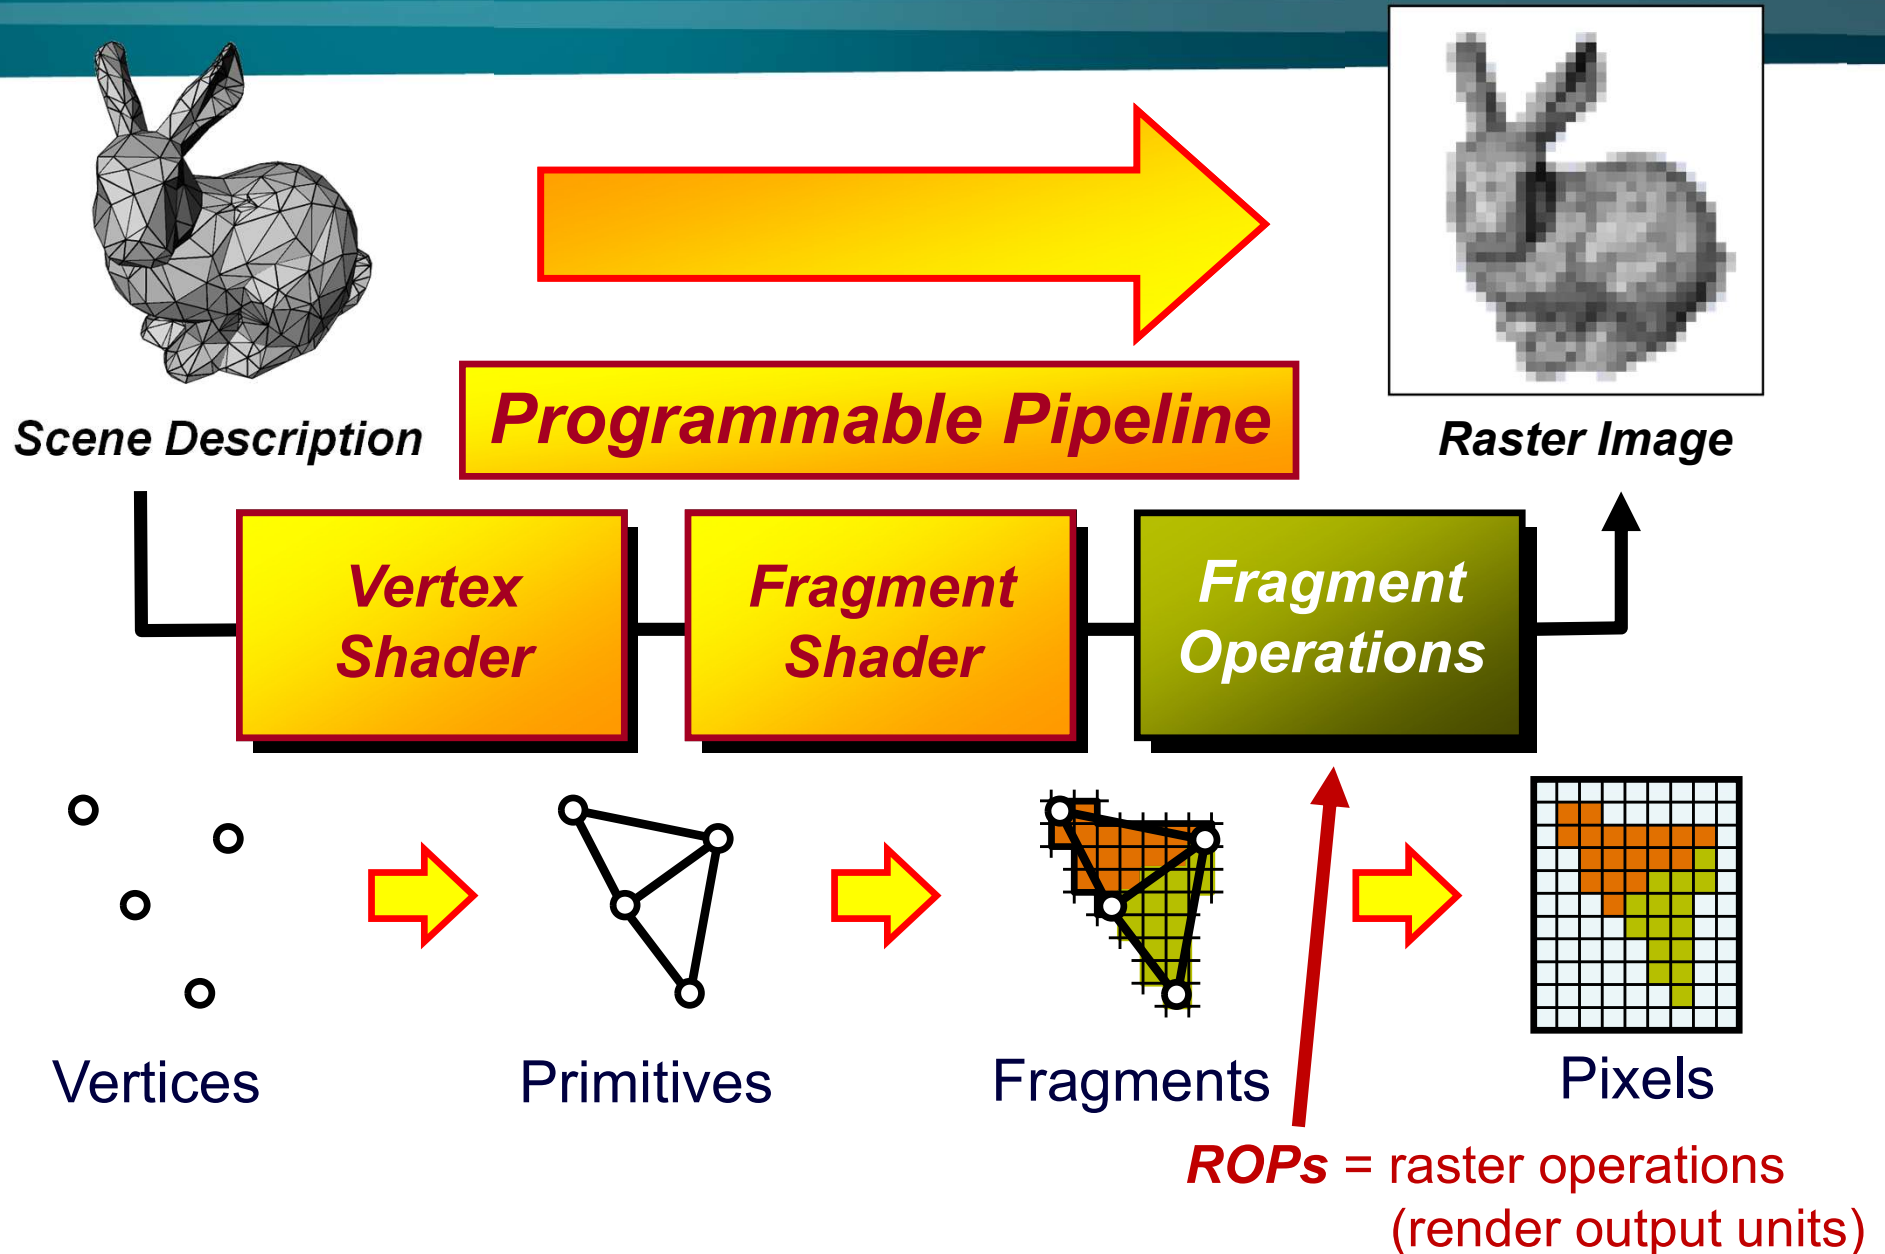 Programmable Pipeline
Scene Description
Raster Image
Vertex
Shader
Fragment
Shader
Fragment
Operations
Vertices
Primitives
Fragments
Pixels
ROPs = raster operations
(render output units)